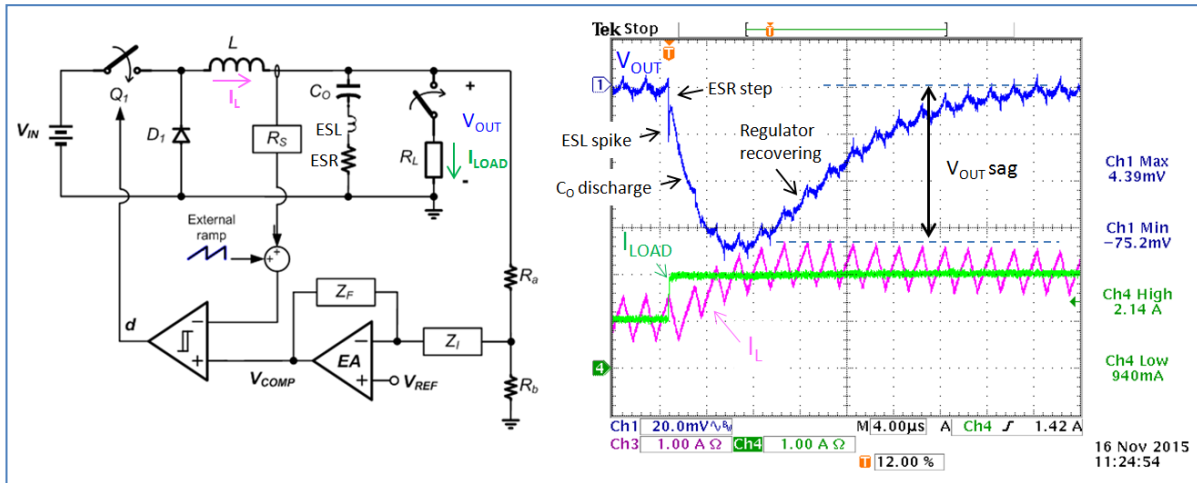 L
I_L
Q1
C_O
VIN
D1
RS
ESL
ESR
+
VOUT
RL
ILOAD
-
External
ramp
+
+
ZF
Ra
d
−
+
VCOMP
−
EA
+
ZI
VREF
Rb
Tek Stop
T
T
VOUT
1
ESR step
ESL spike
CO discharge
Regulator
recovering
VOUT sag
ILOAD
IL
4
Ch1 Max
4.39mV
Ch1 Min
−75.2mV
Ch4 High
2.14 A
Ch4 Low
940mA
Ch1 20.0mV∿BW M 4.00µs A Ch4 ƒ 1.42 A
Ch3 1.00 A Ω Ch4 1.00 A Ω
T 12.00 %
16 Nov 2015
11:24:54